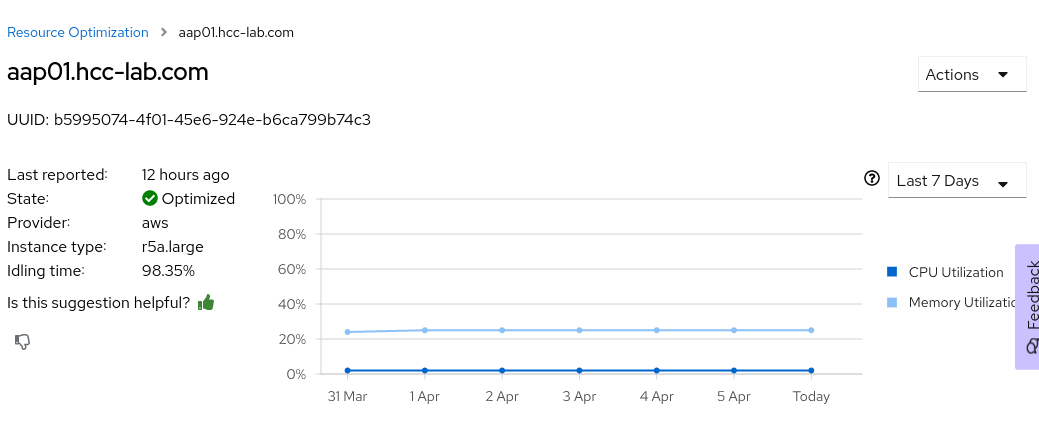 Resource Optimization > aap01.hcc-lab.com
aap01.hcc-lab.com
Actions
UUID: b5995074-4f01-45e6-924e-b6ca799b74c3
Last reported: 12 hours ago
State: Optimized
Provider: aws
Instance type: r5a.large
Idling time: 98.35%
Is this suggestion helpful?
Last 7 Days
100%
80%
60%
40%
20%
0%
31 Mar 1 Apr 2 Apr 3 Apr 4 Apr 5 Apr Today
CPU Utilization
Memory Utilizatio
Feedback